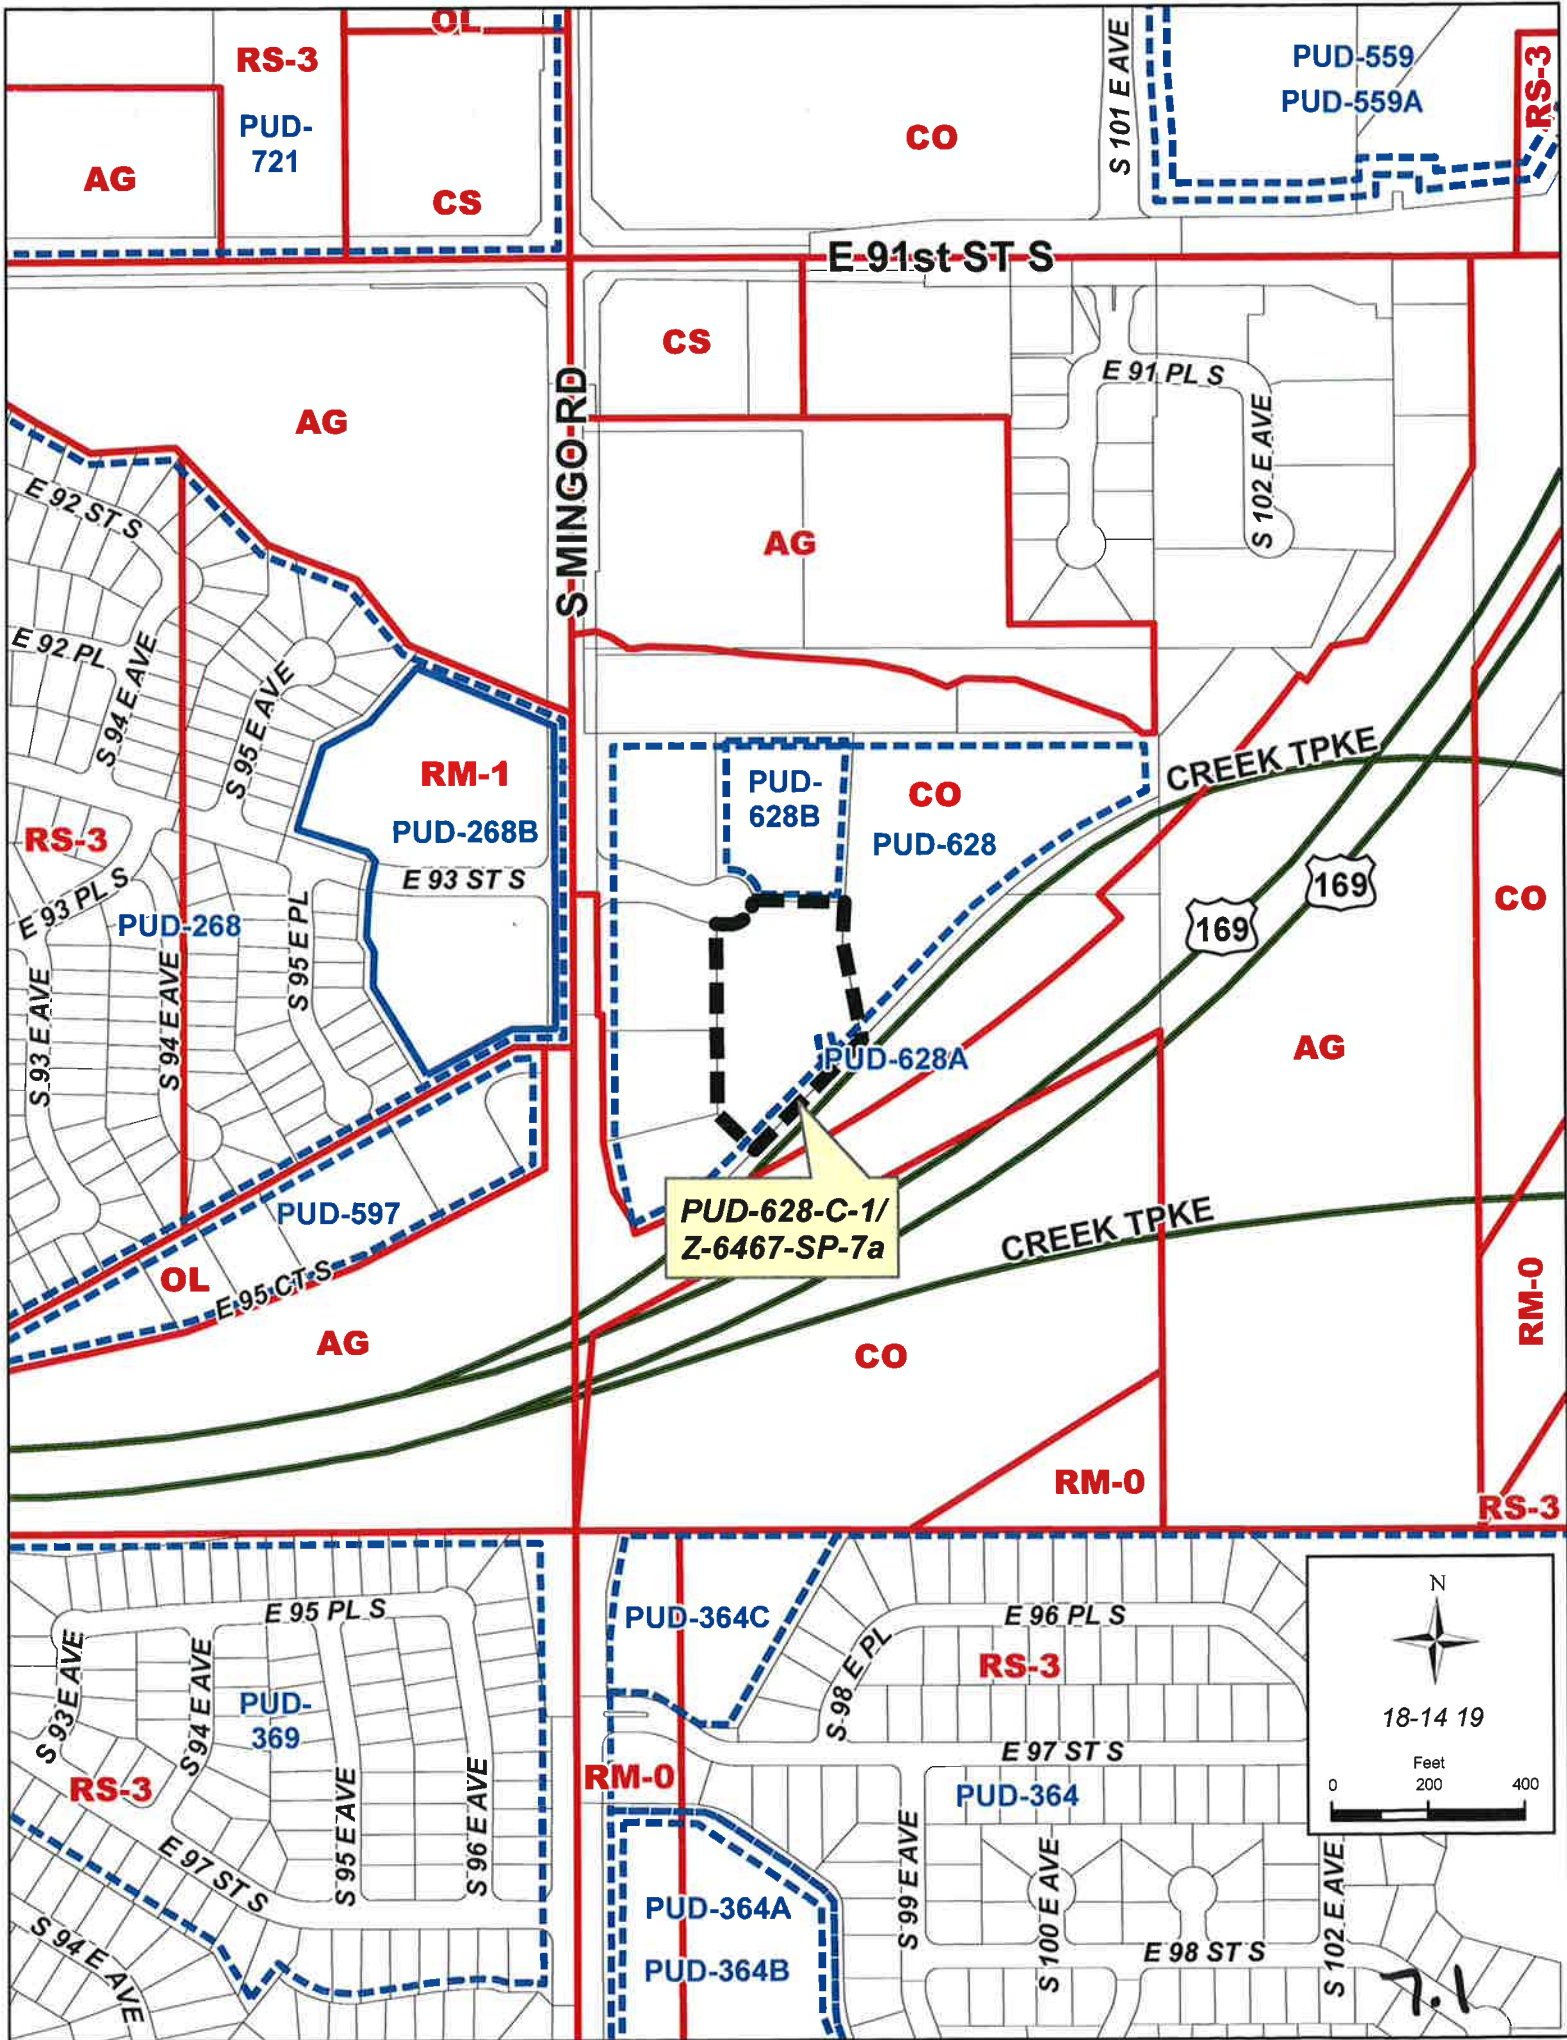 OL
RS-3
PUD-
721
AG
CS
CO
S 101 E AVE
PUD-559
PUD-559A
RS-3
E 91st ST S
CS
E 91 PL S
S 102 E AVE
AG
S MINGO RD
AG
E 92 ST S
E 92 PL
S 94 E AVE
S 95 E AVE
RM-1
PUD-268B
E 93 ST S
RS-3
E 93 PL S
PUD-268
S 93 E AVE
S 94 E AVE
S 95 E PL
PUD-
628B
CO
PUD-628
CREEK TPKE
169
169
CO
PUD-628A
AG
PUD-628-C-1/
Z-6467-SP-7a
PUD-597
OL
E 95 CT S
AG
CREEK TPKE
CO
RM-0
RM-0
RS-3
E 95 PL S
S 93 E AVE
S 94 E AVE
PUD-
369
RS-3
S 95 E AVE
S 96 E AVE
E 97 ST S
S 94 E AVE
PUD-364C
RM-0
S 98 E PL
E 96 PL S
RS-3
E 97 ST S
PUD-364
PUD-364A
PUD-364B
S 99 E AVE
S 100 E AVE
E 98 ST S
S 102 E AVE
N
18-14 19
Feet
0 200 400
7.1